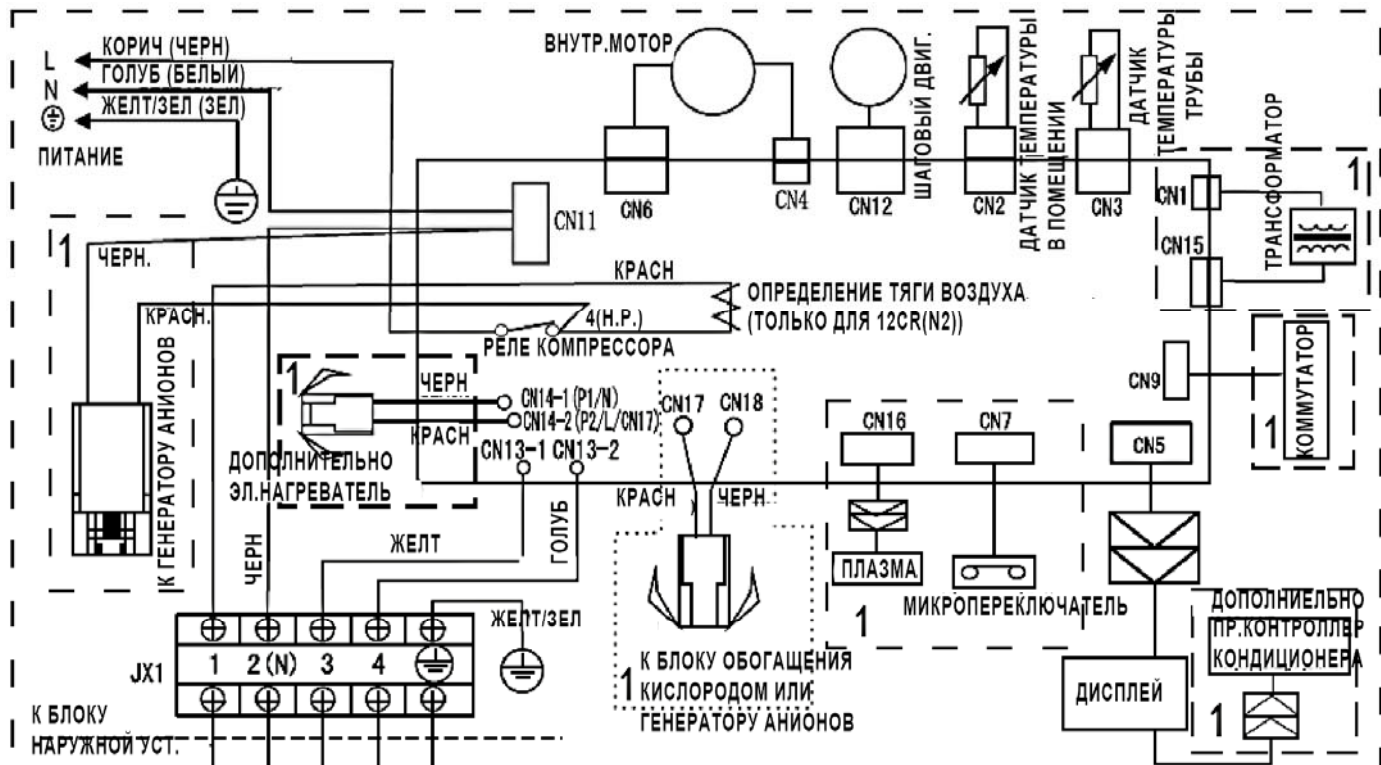 L
КОРИЧ (ЧЕРН)
N
ГОЛУБ (БЕЛЫЙ)
ЖЕЛТ/ЗЕЛ (ЗЕЛ)
ПИТАНИЕ
ВНУТР.МОТОР
CN6
CN4
ШАГОВЫЙ ДВИГ.
CN12
ДАТЧИК ТЕМПЕРАТУРЫ
В ПОМЕЩЕНИИ
CN2
ДАТЧИК
ТЕМПЕРАТУРЬ
ТРУБЫ
CN3
CN1
CN15
ТРАНСФОРМАТОР
1
CN11
1
ЧЕРН.
КРАСН.
К ГЕНЕРАТОРУ АНИОНОВ
КРАСН
4(Н.Р.)
РЕЛЕ КОМПРЕССОРА
ОПРЕДЕЛЕНИЕ ТЯГИ ВОЗДУХА
(ТОЛЬКО ДЛЯ 12CR(N2))
1
ЧЕРН
КРАСН
CN14-1(P1/N)
CN14-2(P2/L/CN17)
CN13-1
CN13-2
ДОПОЛНИТЕЛЬНО
ЭЛ.НАГРЕВАТЕЛЬ
CN17
CN18
КРАСН
ЧЕРН
1
К БЛОКУ ОБОГАЩЕНИЯ
КИСЛОРОДОМ ИЛИ
ГЕНЕРАТОРУ АНИОНОВ
CN16
CN7
ПЛАЗМА
МИКРОПЕРЕКЛЮЧАТЕЛЬ
1
CN9
КОММУТАТОР
1
CN5
ДИСПЛЕЙ
ДОПОЛНИЕЛЬНО
ПР.КОНТРОЛЛЕР
КОНДИЦИОНЕРА
1
ЧЕРН
ЖЕЛТ
ГОЛУБ
ЖЕЛТ/ЗЕЛ
JX1
1
2(N)
3
4
К БЛОКУ
НАРУЖНОЙ УСТ.